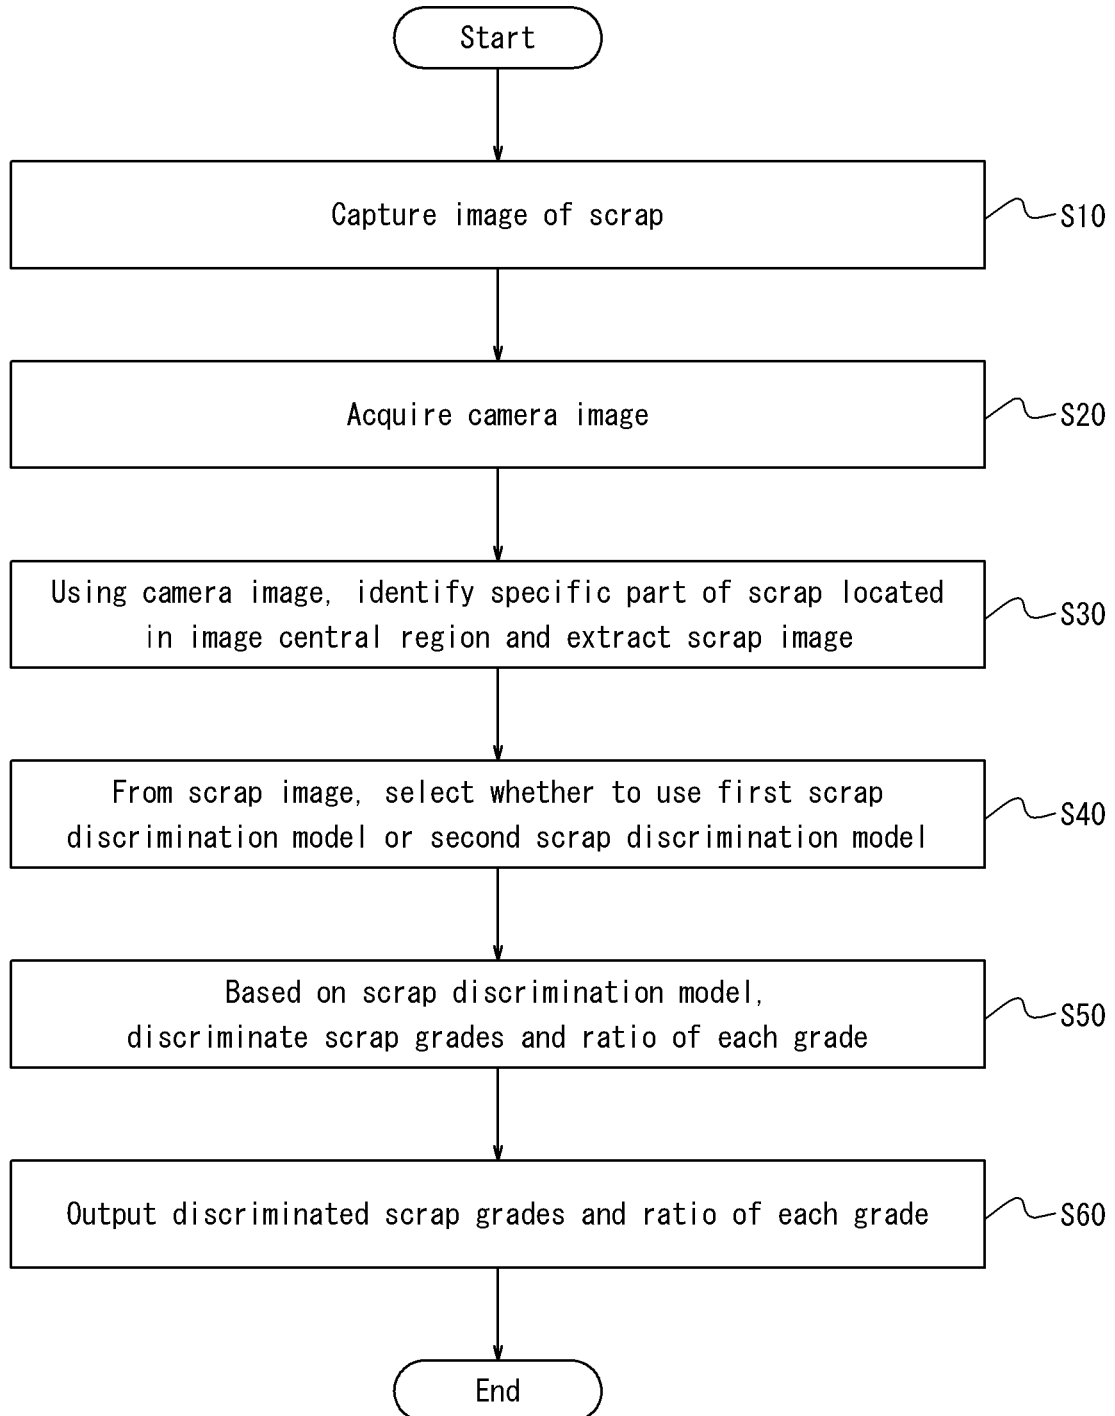 Start
Capture image of scrap
S10
Acquire camera image
S20
Using camera image, identify specific part of scrap located
in image central region and extract scrap image
S30
From scrap image, select whether to use first scrap
discrimination model or second scrap discrimination model
S40
Based on scrap discrimination model,
discriminate scrap grades and ratio of each grade
S50
Output discriminated scrap grades and ratio of each grade
S60
End